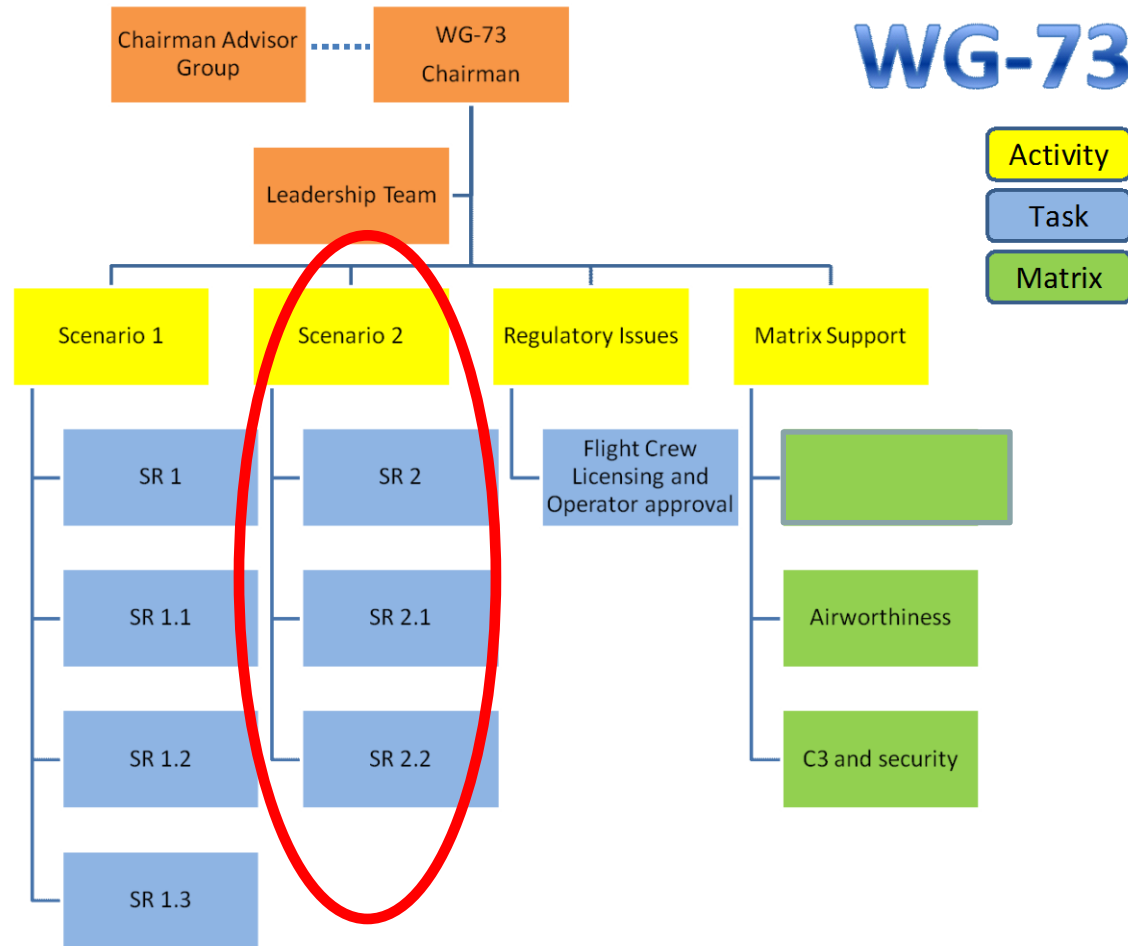 Chairman Advisor
Group
WG-73
Chairman
WG-73
Activity
Task
Matrix
Leadership Team
Scenario 1
Scenario 2
Regulatory Issues
Matrix Support
SR 1
SR 2
Flight Crew
Licensing and
Operator approval
SR 1.1
SR 2.1
Airworthiness
SR 1.2
SR 2.2
C3 and security
SR 1.3